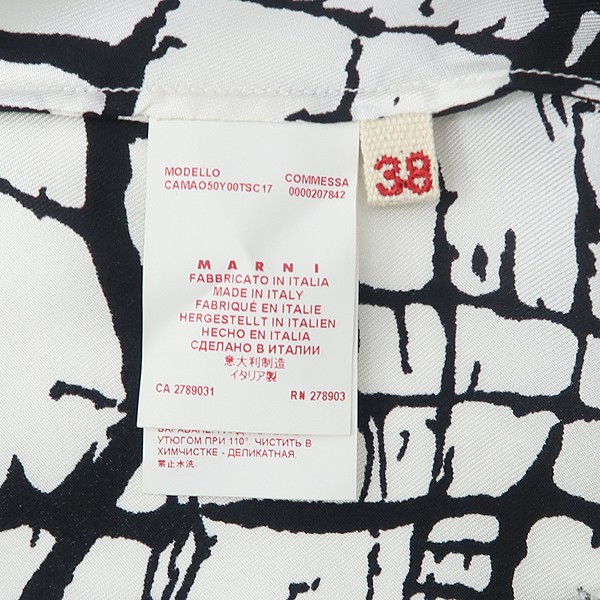 MODELLO
CAMAO50Y00TSC17
COMMESSA
0000207842
38
MARNI
FABBRICATO IN ITALIA
MADE IN ITALY
FABRIQUÉ EN ITALIE
HERGESTELLT IN ITALIEN
HECHO EN ITALIA
СДЕЛАНО В ИТАЛИИ
意大利制造
イタリア製
CA 2789031
RN 278903
УТЮГОМ ПРИ 110°. ЧИСТИТЬ В
ХИМЧИСТКЕ - ДЕЛИКАТНАЯ.
禁止水洗.